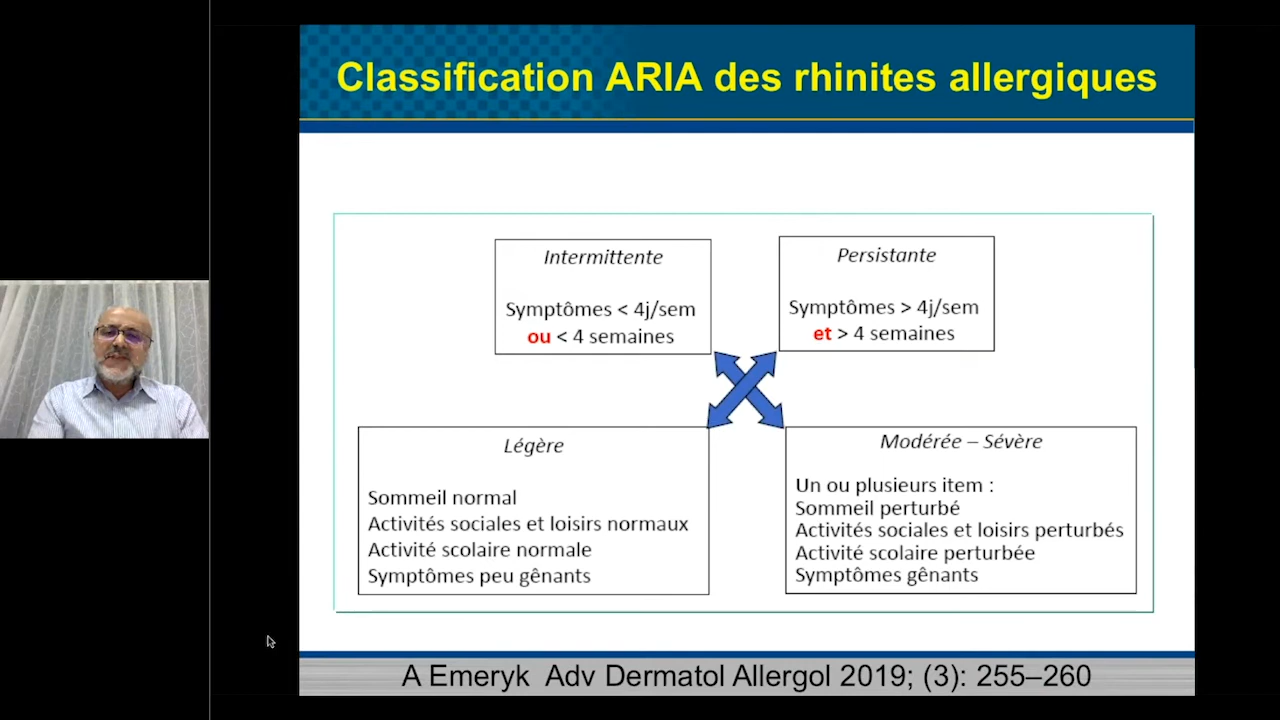 Classification ARIA des rhinites allergiques
Intermittente
Symptômes < 4j/sem
ou < 4 semaines
Persistante
Symptômes > 4j/sem
et > 4 semaines
Légère
Sommeil normal
Activités sociales et loisirs normaux
Activité scolaire normale
Symptômes peu gênants
Modérée – Sévère
Un ou plusieurs item :
Sommeil perturbé
Activités sociales et loisirs perturbés
Activité scolaire perturbée
Symptômes gênants
A Emeryk Adv Dermatol Allergol 2019; (3): 255–260